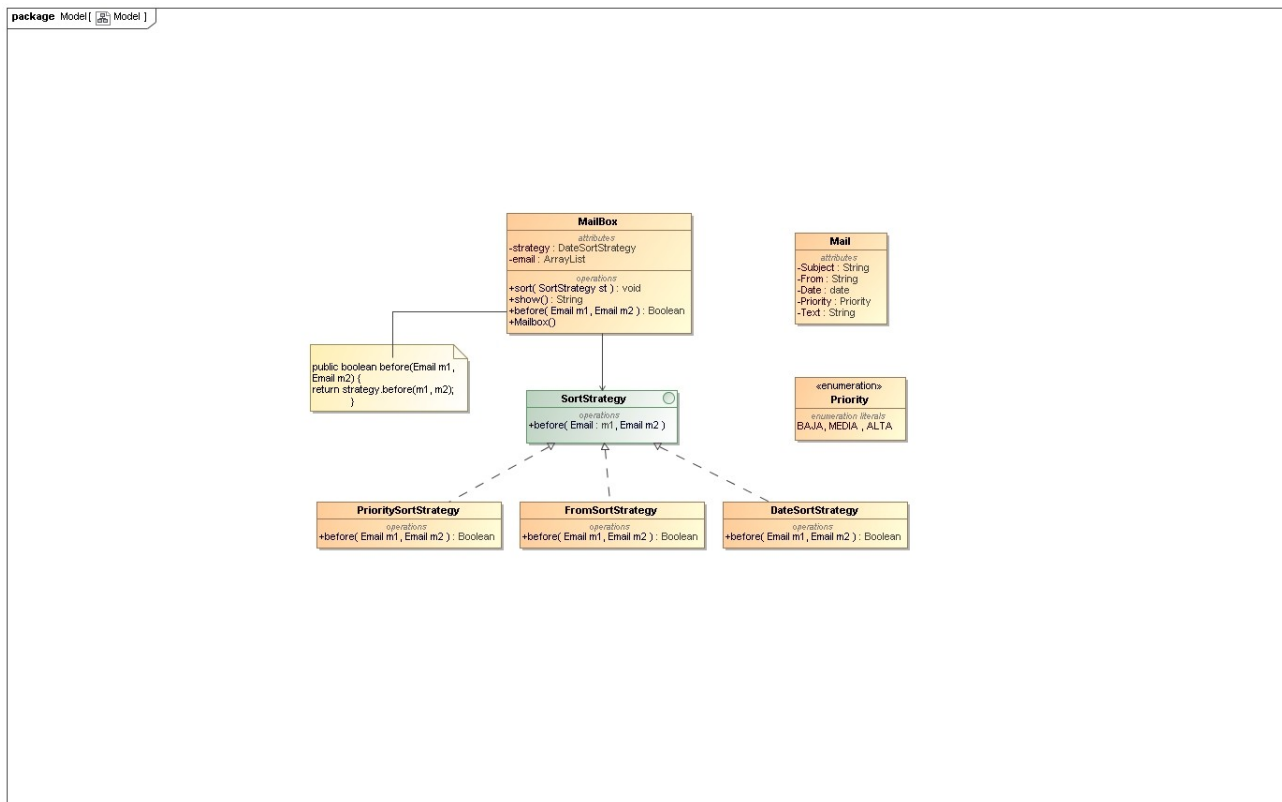 package Model[ Model ]
MailBox
attributes
-strategy : DateSortStrategy
-email : ArrayList
operations
+sort( SortStrategy st ) : void
+show() : String
+before( Email m1, Email m2 ) : Boolean
+Mailbox()
Mail
attributes
-Subject : String
-From : String
-Date : date
-Priority : Priority
-Text : String
public boolean before(Email m1,
Email m2) {
return strategy.before(m1, m2);
}
SortStrategy
operations
+before( Email : m1, Email m2 )
«enumeration»
Priority
enumeration literals
BAJA, MEDIA , ALTA
PrioritySortStrategy
operations
+before( Email m1, Email m2 ) : Boolean
FromSortStrategy
operations
+before( Email m1, Email m2 ) : Boolean
DateSortStrategy
operations
+before( Email m1, Email m2 ) : Boolean